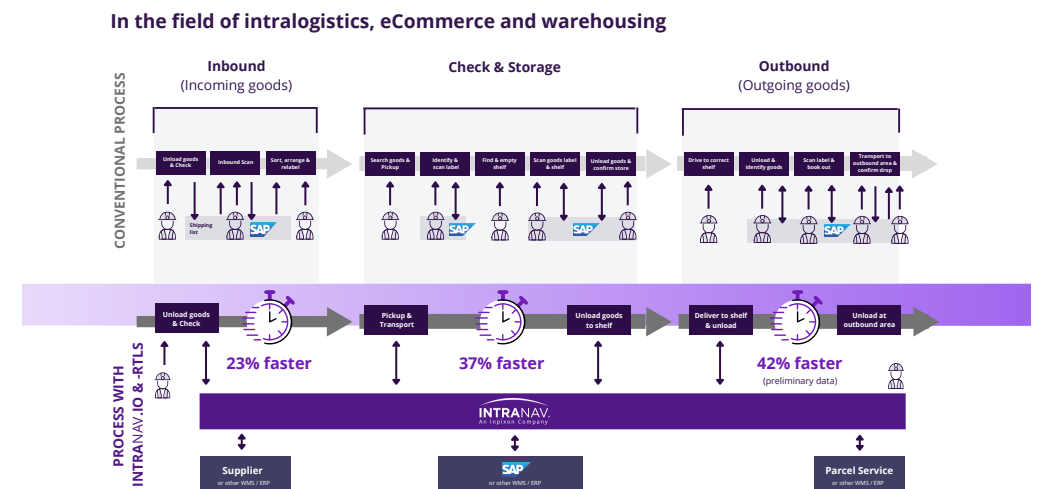 In the field of intralogistics, eCommerce and warehousing
Inbound
(Incoming goods)
Check & Storage
Outbound
(Outgoing goods)
CONVENTIONAL PROCESS
Unload goods
& Check
Inbound Scan
Sort, arrange &
relabel
Search goods &
Pickup
Identify &
scan label
Find & empty
shelf
Scan goods label
& shelf
Unload goods &
confirm store
Drive to correct
shelf
Unload &
identify goods
Scan label &
book out
Transport to
outbound area &
confirm drop
Shipping
list
SAP
SAP
SAP
SAP
PROCESS WITH
INTRANAV.IO & -RTLS
Unload goods
& Check
23% faster
Pickup &
Transport
37% faster
Unload goods
to shelf
Deliver to shelf
& unload
42% faster
(preliminary data)
Unload at
outbound area
INTRANAV.
An Inpixon Company
Supplier
or other WMS / ERP
SAP
or other WMS / ERP
Parcel Service
or other WMS / ERP